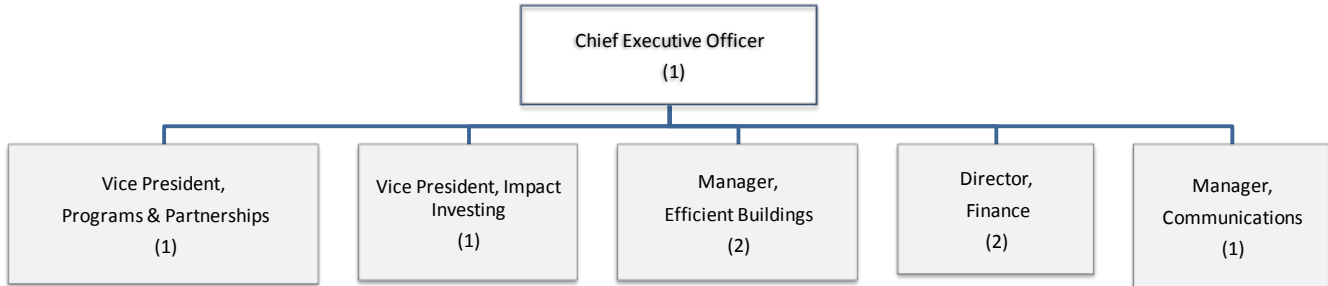 Chief Executive Officer
(1)
Vice President,
Programs & Partnerships
(1)
Vice President, Impact
Investing
(1)
Manager,
Efficient Buildings
(2)
Director,
Finance
(2)
Manager,
Communications
(1)